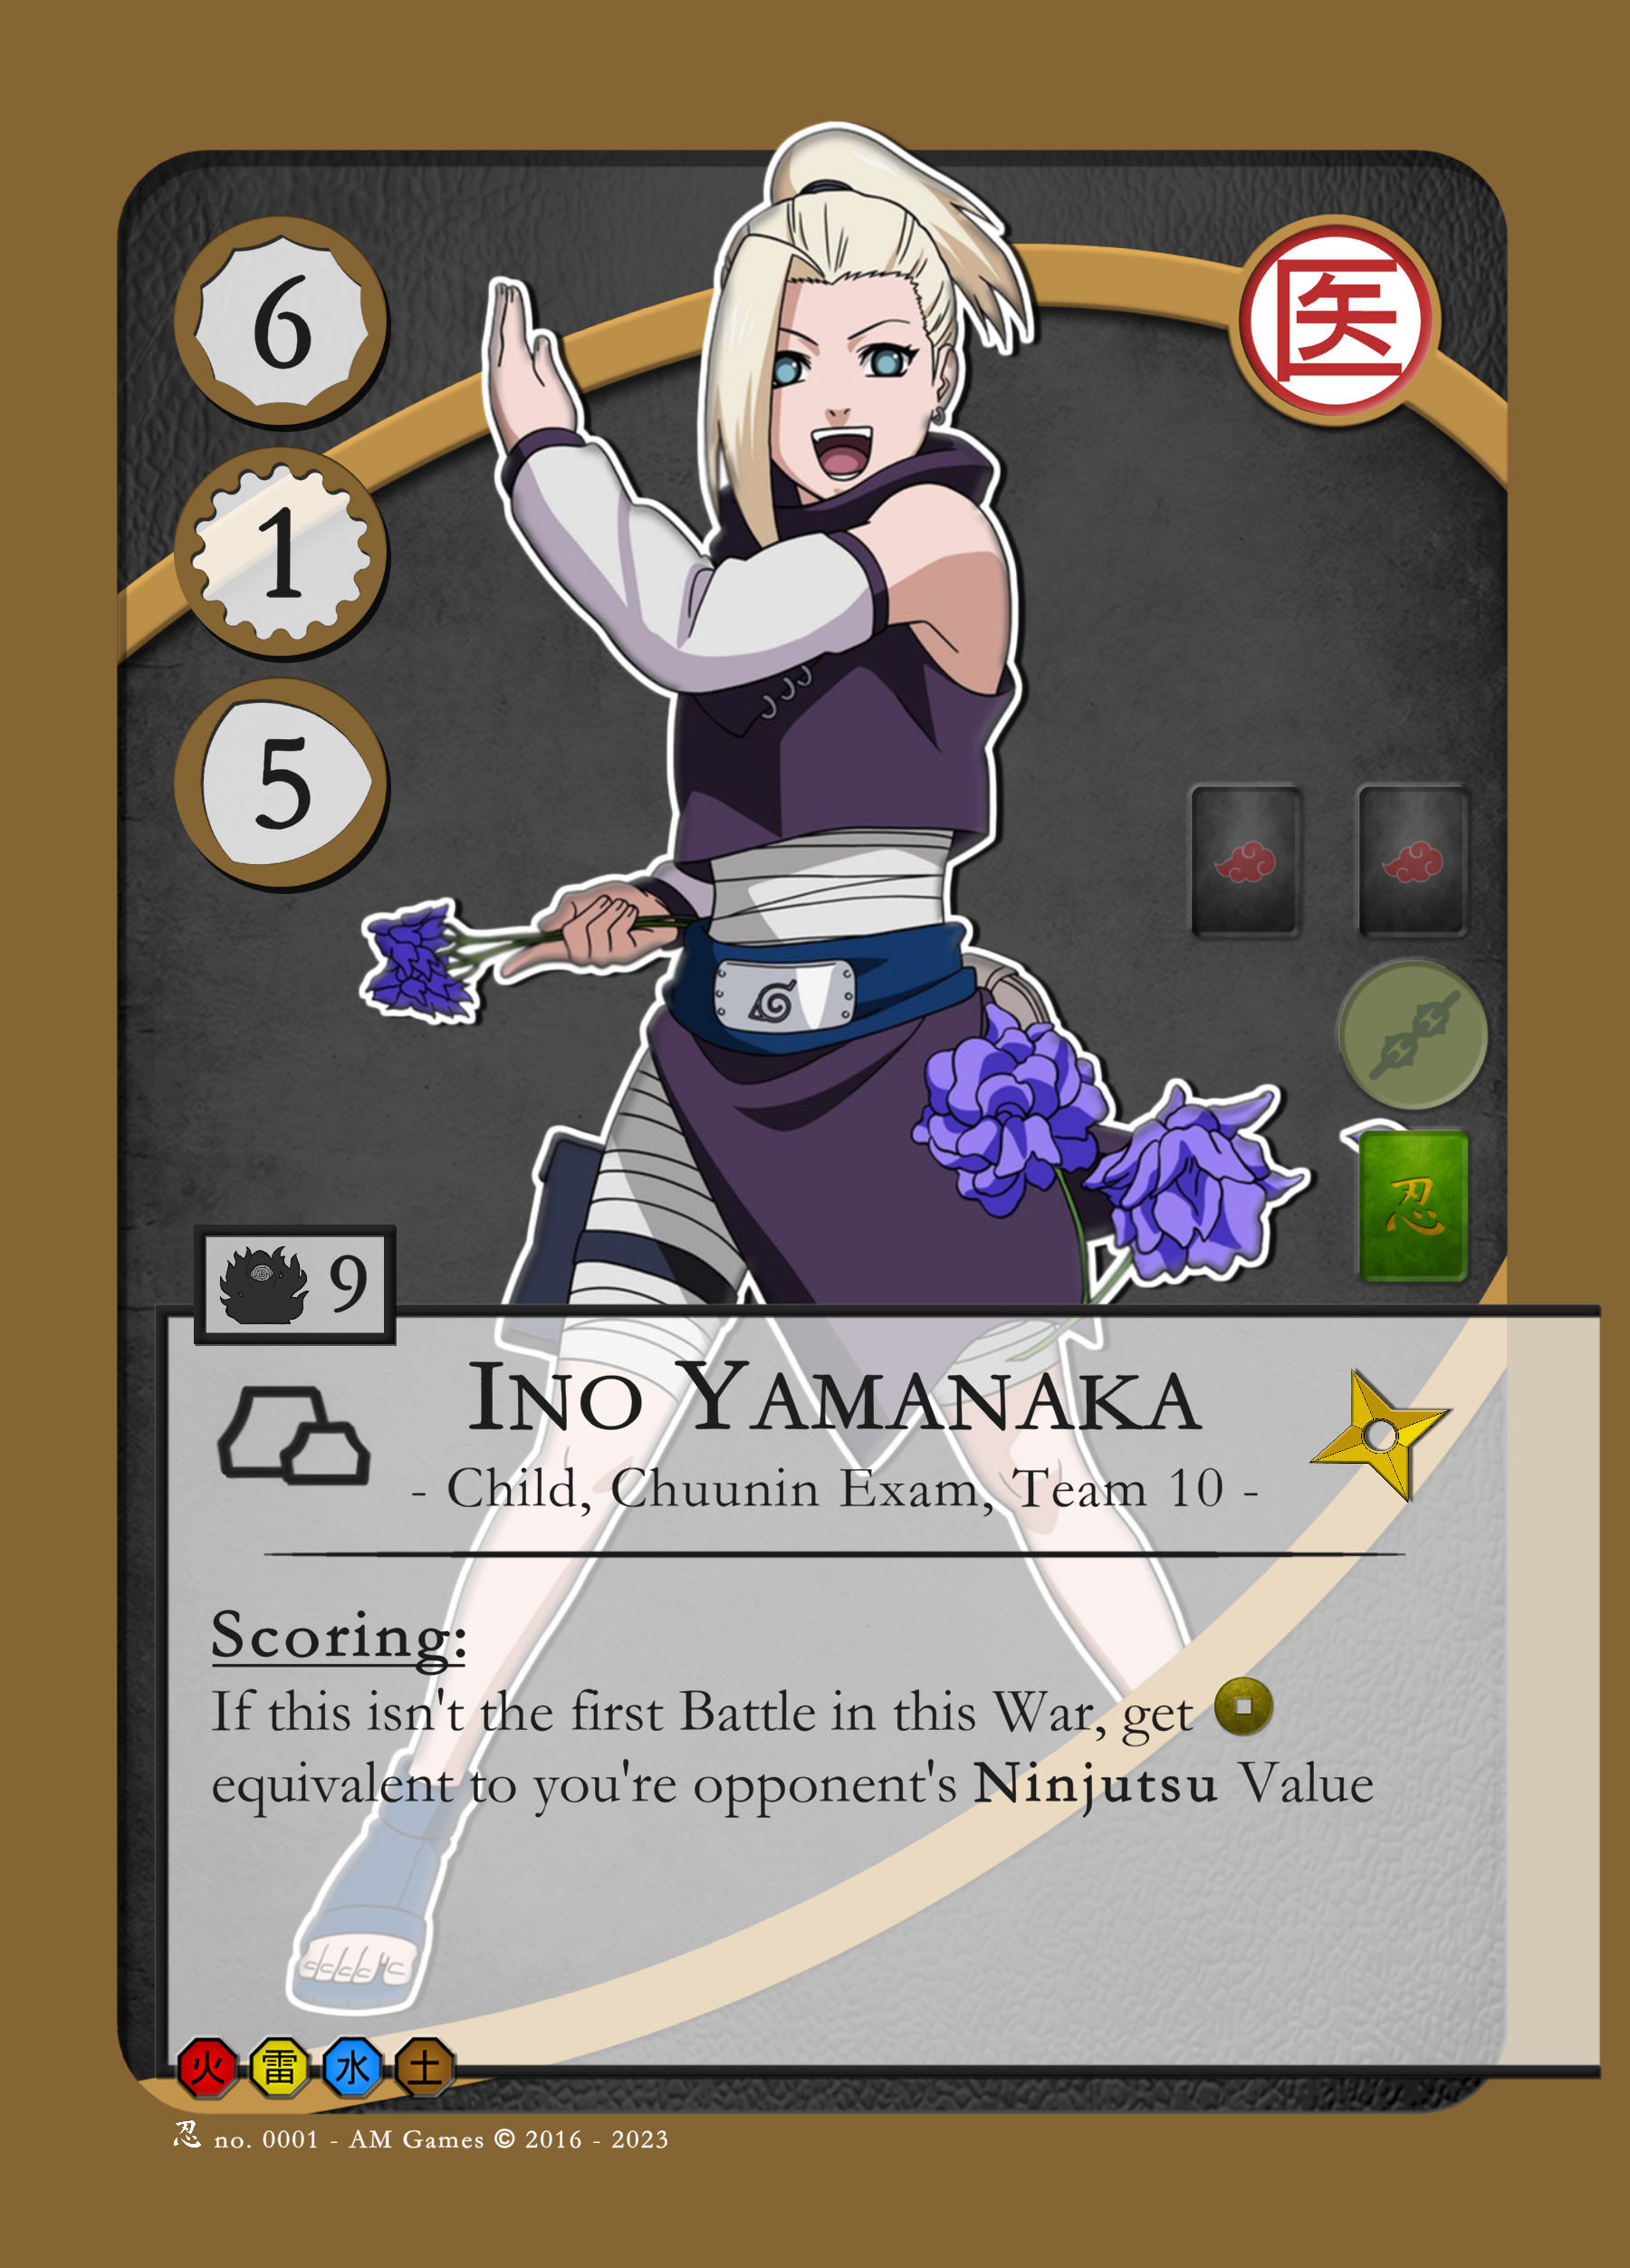 6
医
1
5
忍
9
Ino Yamanaka
- Child, Chuunin Exam, Team 10 -
Scoring:
If this isn't the first Battle in this War, get
equivalent to you're opponent's Ninjutsu Value
火 雷 水 土
忍 no. 0001 - AM Games © 2016 - 2023